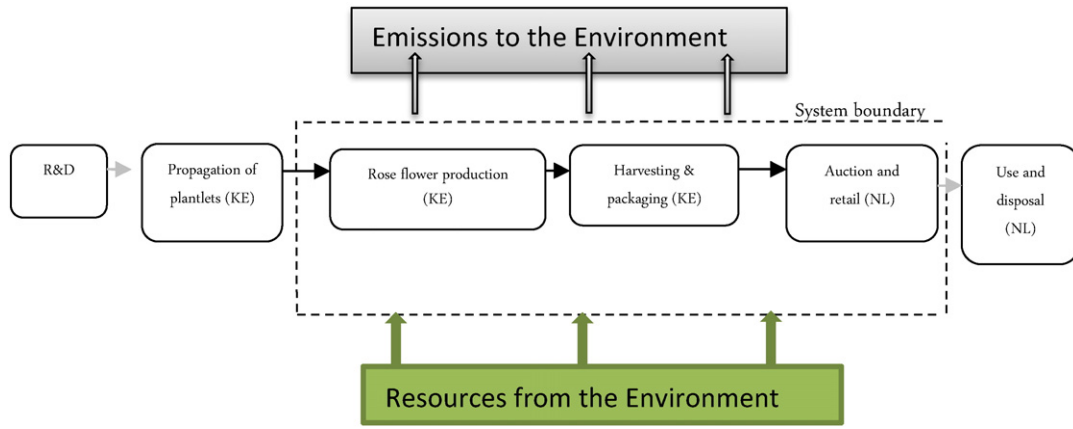 Emissions to the Environment
System boundary
R&D
Propagation of
plantlets (KE)
Rose flower production
(KE)
Harvesting &
packaging (KE)
Auction and
retail (NL)
Use and
disposal
(NL)
Resources from the Environment